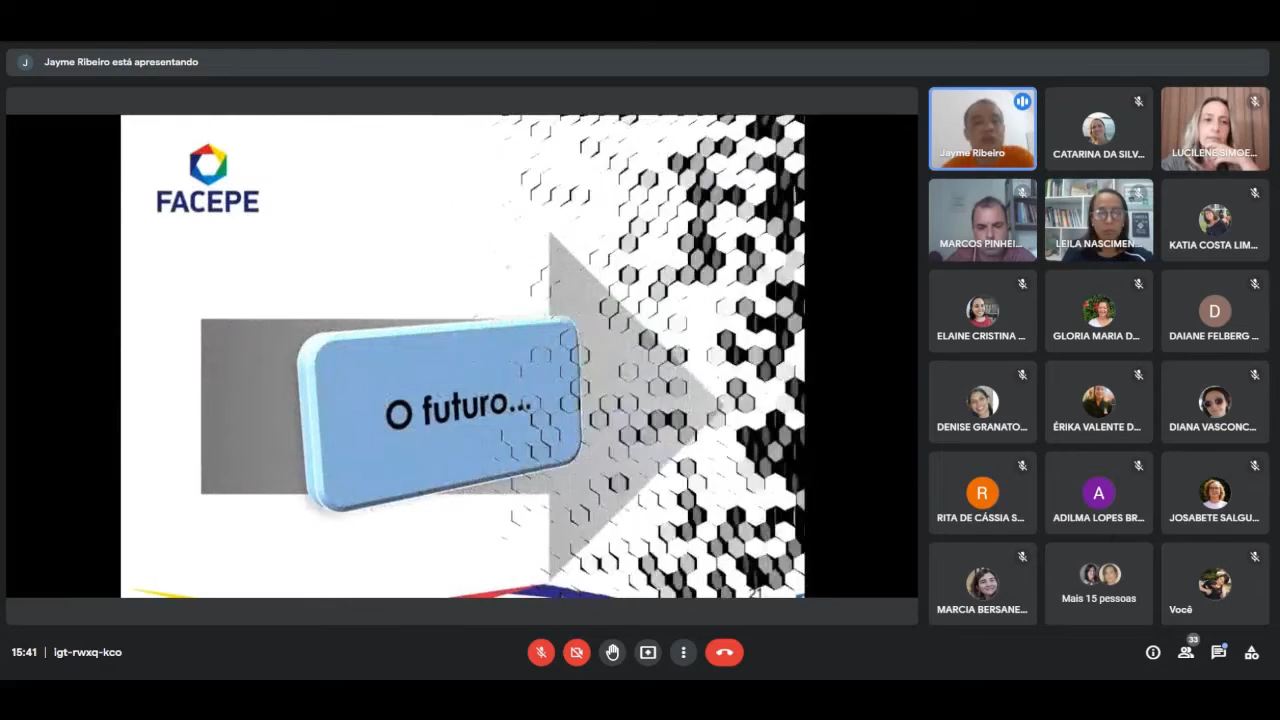 J Jayme Ribeiro está apresentando
FACEPE
O futuro...
Jayme Ribeiro
CATARINA DA SILV...
LUCILENE SIMOE...
MARCOS PINHEI...
LEILA NASCIMEN...
KATIA COSTA LIM...
ELAINE CRISTINA ...
GLORIA MARIA D...
D
DAIANE FELBERG ...
DENISE GRANATO...
ÉRIKA VALENTE D...
DIANA VASCONC...
R
RITA DE CÁSSIA S...
A
ADILMA LOPES BR...
JOSABETE SALGU...
MARCIA BERSANE...
Mais 15 pessoas
Você
15:41 | lgt-rwxq-kco
33